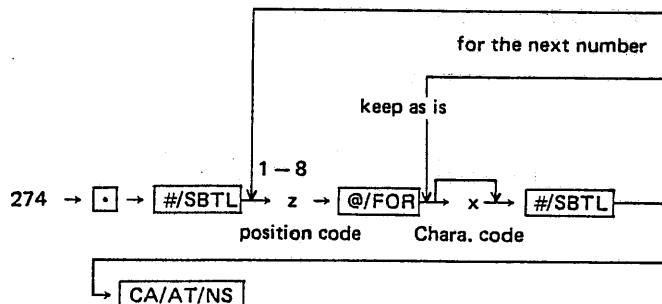 for the next number
keep as is
1 – 8
274 → · → #/SBTL → z → @/FOR → x → #/SBTL
position code Chara. code
CA/AT/NS